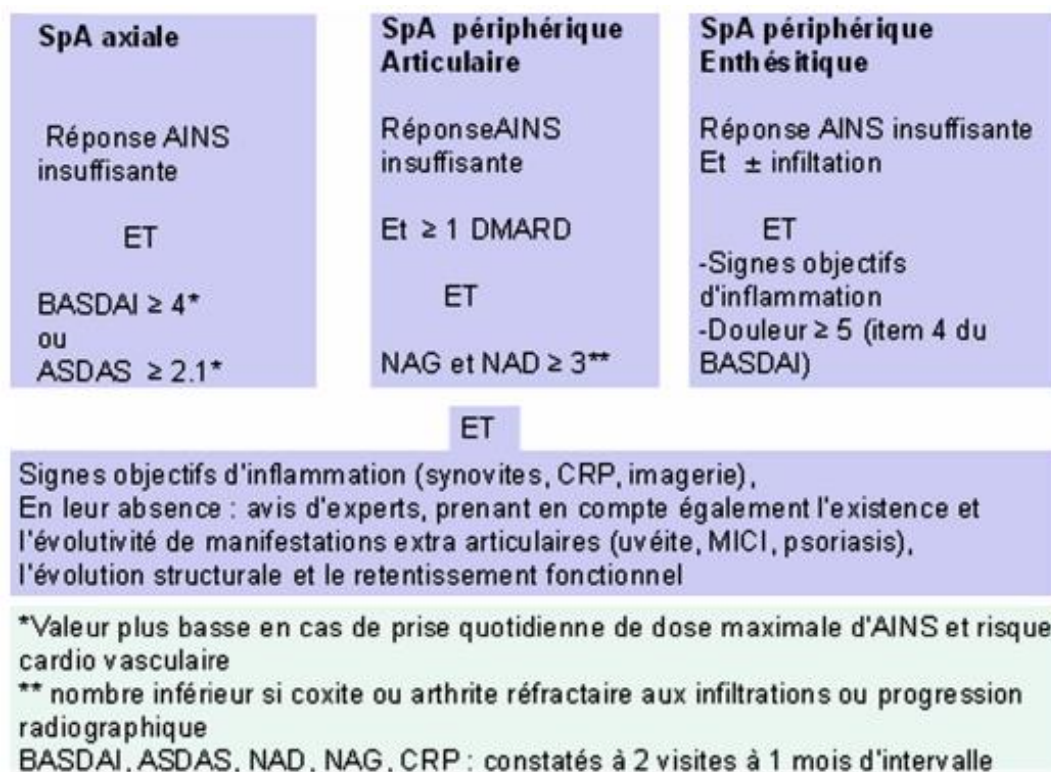 SpA axiale
Réponse AINS
insuffisante
ET
BASDAI ≥ 4*
ou
ASDAS ≥ 2.1*
SpA périphérique
Articulaire
RéponseAINS
insuffisante
Et ≥ 1 DMARD
ET
NAG et NAD ≥ 3**
SpA périphérique
Enthésitique
Réponse AINS insuffisante
Et ± infiltation
ET
-Signes objectifs
d'inflammation
-Douleur ≥ 5 (item 4 du
BASDAI)
ET
Signes objectifs d'inflammation (synovites, CRP, imagerie),
En leur absence : avis d'experts, prenant en compte également l'existence et
l'évolutivité de manifestations extra articulaires (uvéite, MICI, psoriasis),
l'évolution structurale et le retentissement fonctionnel
*Valeur plus basse en cas de prise quotidienne de dose maximale d'AINS et risque
cardio vasculaire
** nombre inférieur si coxite ou arthrite réfractaire aux infiltrations ou progression
radiographique
BASDAI, ASDAS, NAD, NAG, CRP : constatés à 2 visites à 1 mois d'intervalle